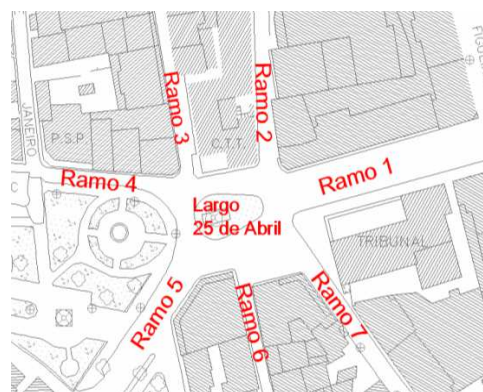 FIGUEI
JANEIRO
Ramo 3
Ramo 2
P.S.P.
C.T.T.
Ramo 4
Ramo 1
Largo
25 de Abril
TRIBUNAL
Ramo 5
Ramo 6
Ramo 7